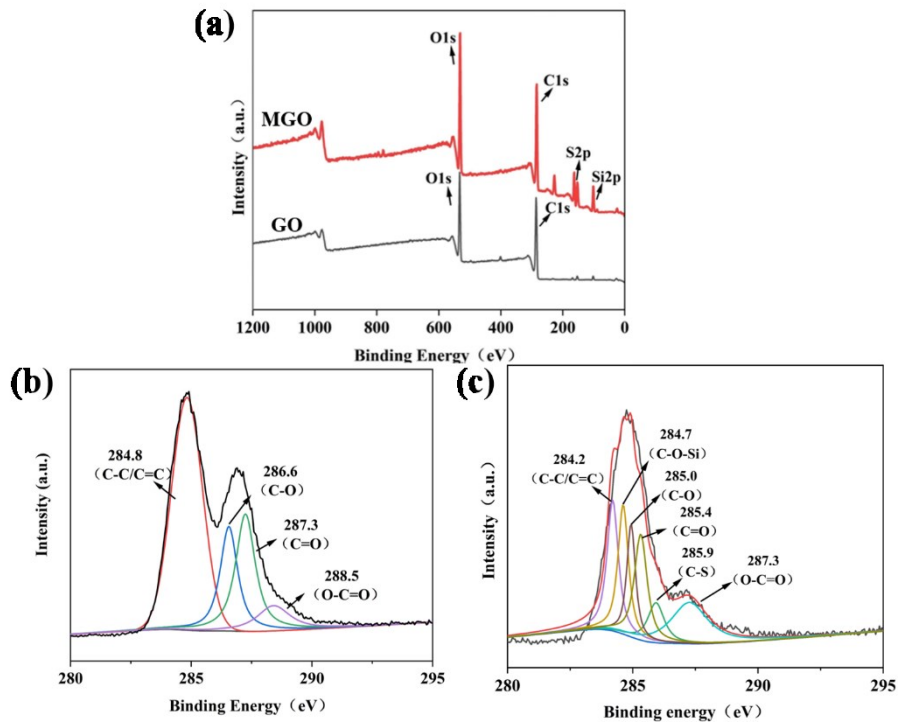 (a)
O1s
C1s
MGO
S2p
Si2p
O1s
C1s
GO
Intensity（a.u.）
1200 1000 800 600 400 200 0
Binding Energy（eV）
(b)
284.8
（C-C/C=C）
286.6
（C-O）
287.3
（C=O）
288.5
（O-C=O）
Intensity (a.u.)
280 285 290 295
Binding Energy（eV）
(c)
284.7
（C-O-Si）
284.2
（C-C/C=C）
285.0
（C-O）
285.4
（C=O）
285.9
（C-S）
287.3
（O-C=O）
Intensity（a.u.）
280 285 290 295
Binding energy（eV）